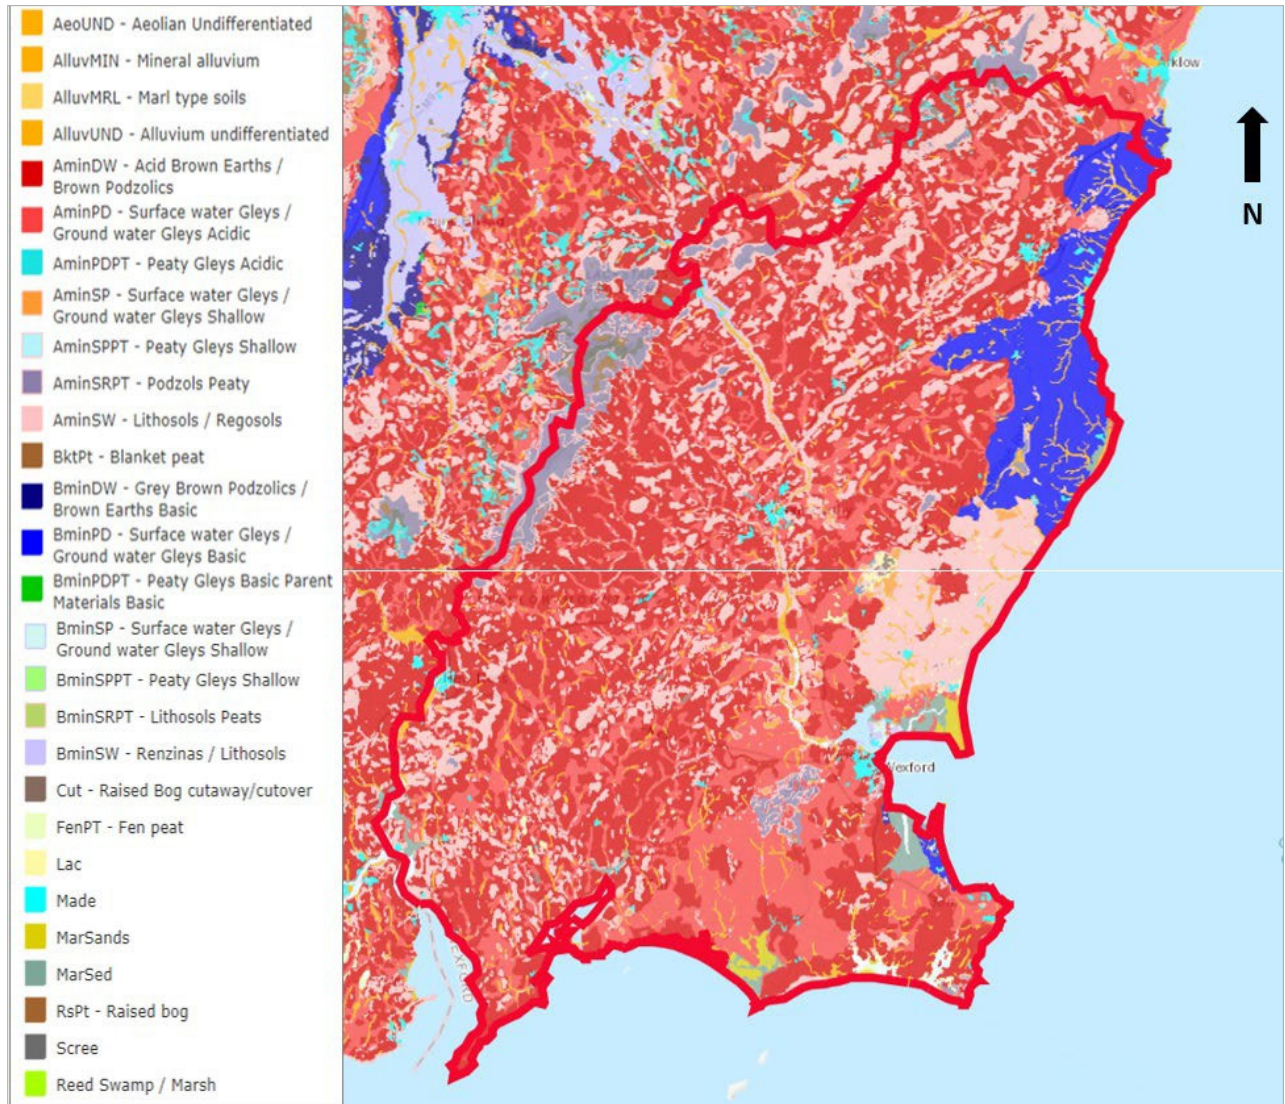 AeoUND - Aeolian Undifferentiated
AlluvMIN - Mineral alluvium
AlluvMRL - Marl type soils
AlluvUND - Alluvium undifferentiated
AminDW - Acid Brown Earths /
Brown Podzolics
AminPD - Surface water Gleys /
Ground water Gleys Acidic
AminPDPT - Peaty Gleys Acidic
AminSP - Surface water Gleys /
Ground water Gleys Shallow
AminSPPT - Peaty Gleys Shallow
AminSRPT - Podzols Peaty
AminSW - Lithosols / Regosols
BktPt - Blanket peat
BminDW - Grey Brown Podzolics /
Brown Earths Basic
BminPD - Surface water Gleys /
Ground water Gleys Basic
BminPDPT - Peaty Gleys Basic Parent
Materials Basic
BminSP - Surface water Gleys /
Ground water Gleys Shallow
BminSPPT - Peaty Gleys Shallow
BminSRPT - Lithosols Peats
BminSW - Renzinas / Lithosols
Cut - Raised Bog cutaway/cutover
FenPT - Fen peat
Lac
Made
MarSands
MarSed
RsPt - Raised bog
Scree
Reed Swamp / Marsh
klow
N
Wexford
EXFORD